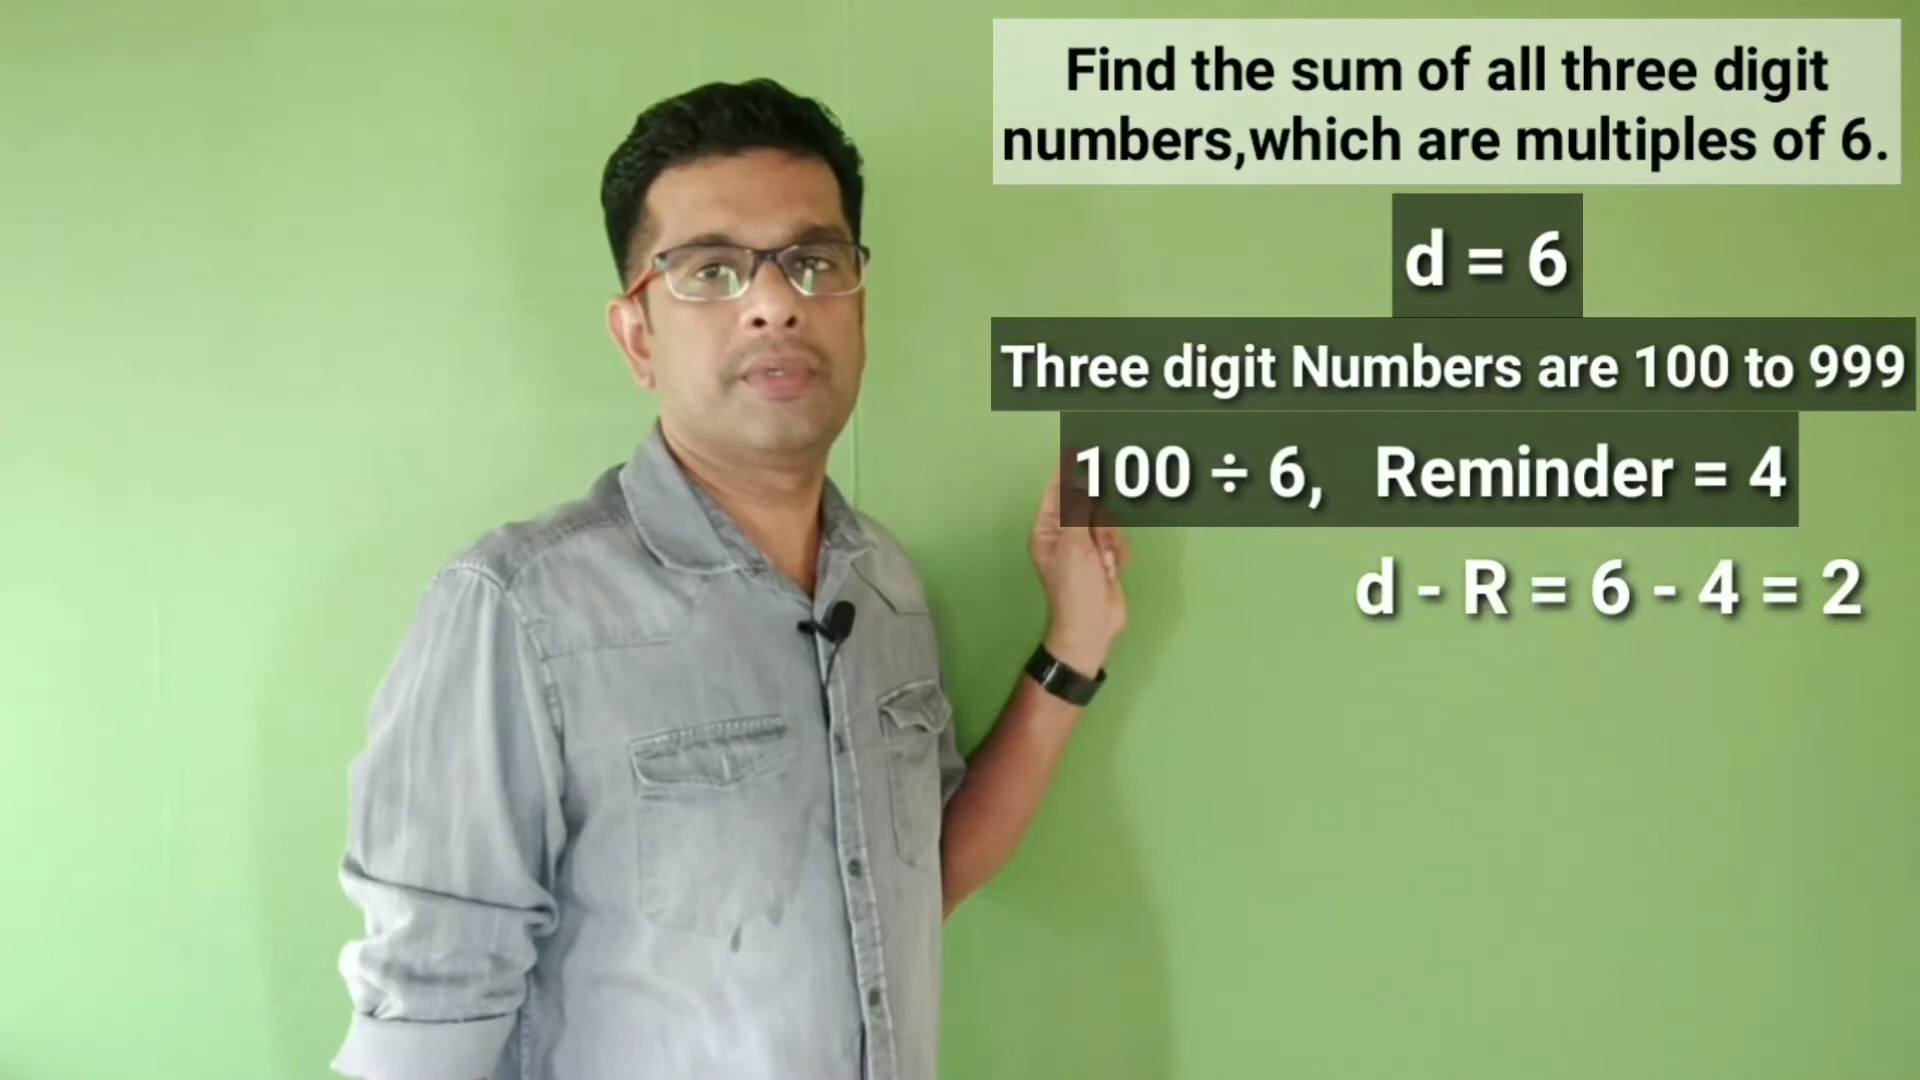 Find the sum of all three digit
numbers,which are multiples of 6.
d = 6
Three digit Numbers are 100 to 999
100 ÷ 6, Reminder = 4
d - R = 6 - 4 = 2